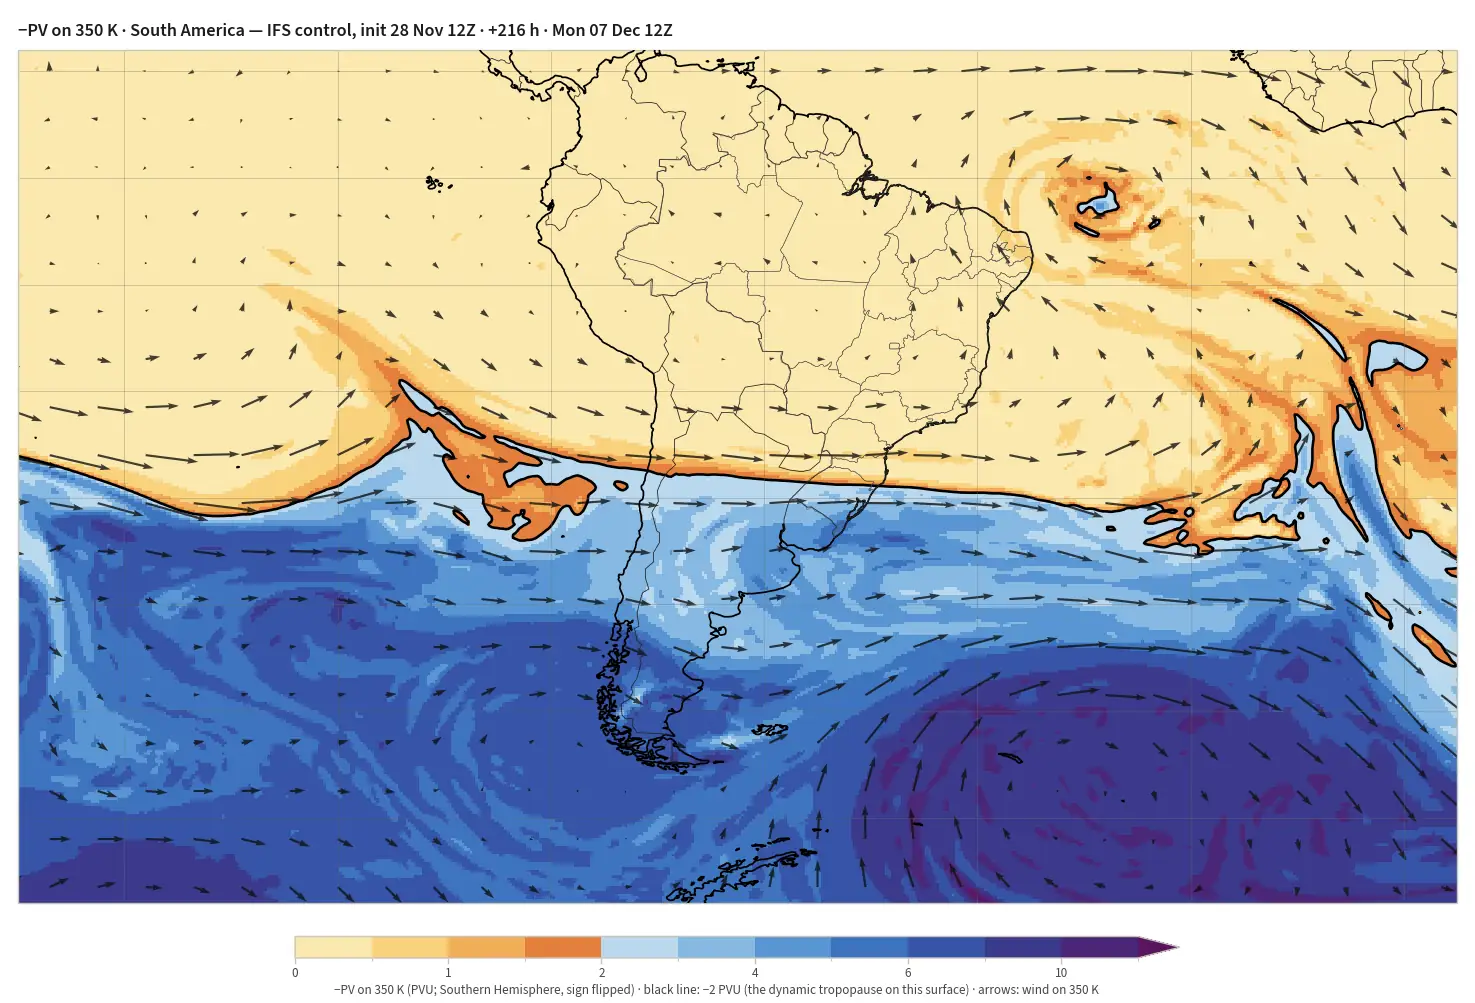 −PV on 350 K · South America — IFS control, init 28 Nov 12Z · +216 h · Mon 07 Dec 12Z
0 1 2 4 6 10
−PV on 350 K (PVU; Southern Hemisphere, sign flipped) · black line: −2 PVU (the dynamic tropopause on this surface) · arrows: wind on 350 K